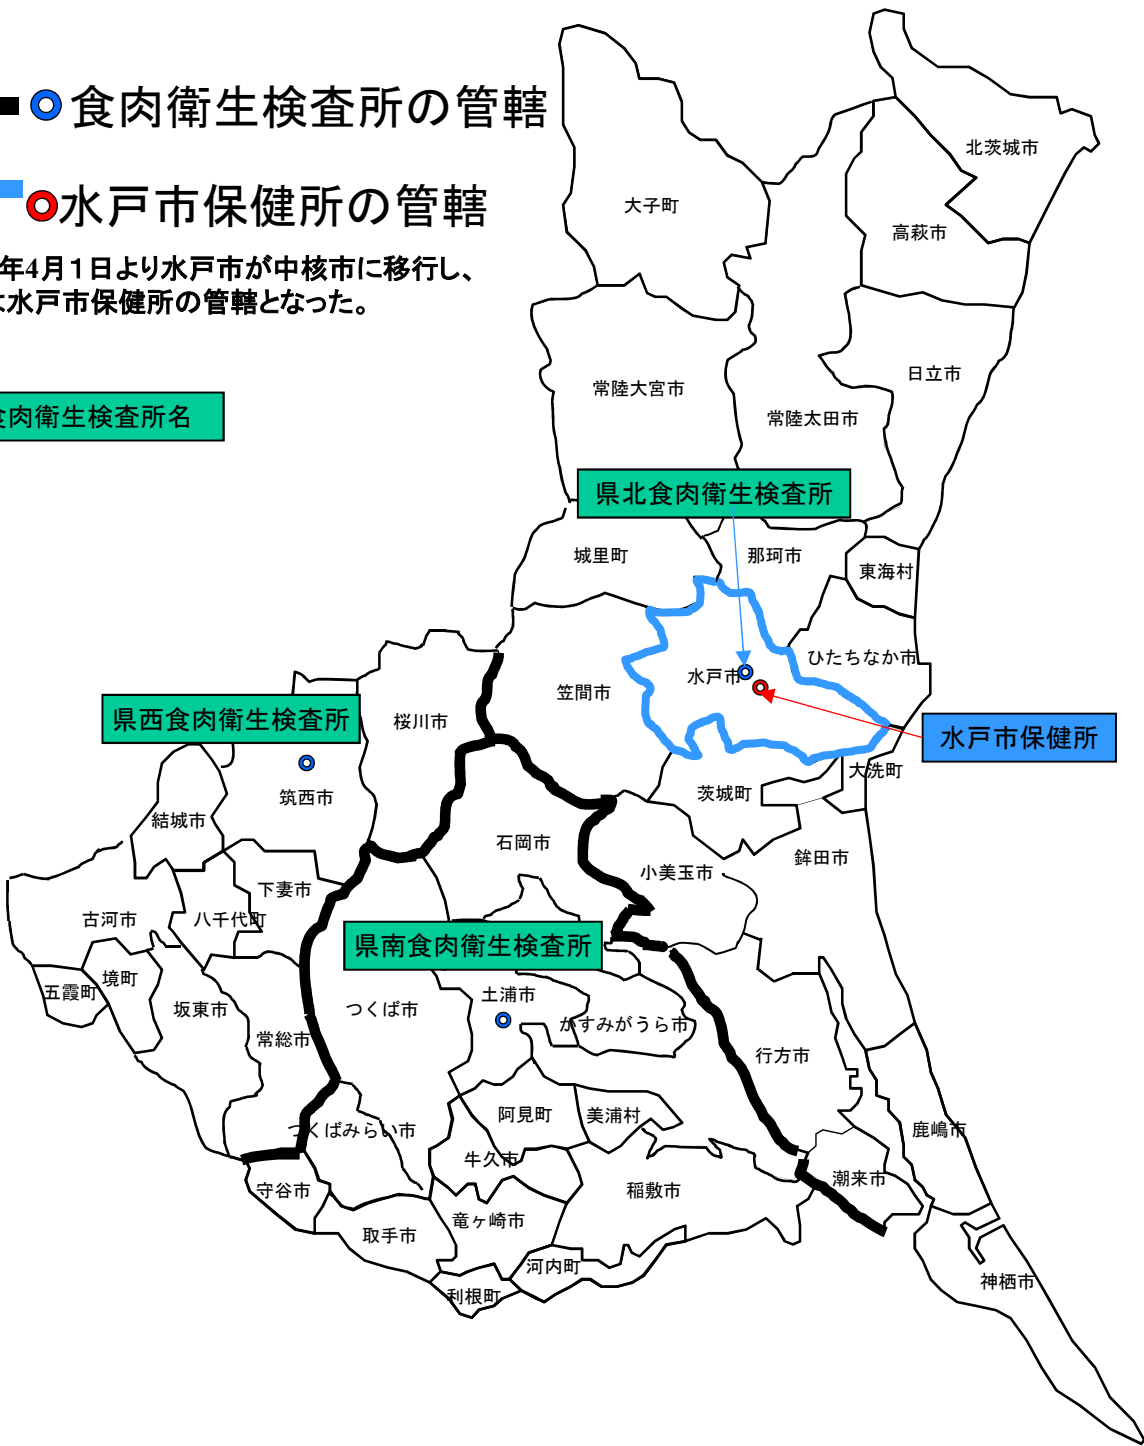 食肉衛生検査所の管轄
水戸市保健所の管轄
年4月1日より水戸市が中核市に移行し、
は水戸市保健所の管轄となった。
食肉衛生検査所名
北茨城市
大子町
高萩市
日立市
常陸大宮市
常陸太田市
県北食肉衛生検査所
城里町
那珂市
東海村
ひたちなか市
水戸市
笠間市
県西食肉衛生検査所
桜川市
水戸市保健所
大洗町
筑西市
茨城町
結城市
石岡市
鉾田市
小美玉市
下妻市
古河市
八千代町
県南食肉衛生検査所
境町
五霞町
坂東市
つくば市
土浦市
かすみがうら市
常総市
行方市
阿見町
美浦村
つくばみらい市
鹿嶋市
牛久市
守谷市
稲敷市
潮来市
竜ヶ崎市
取手市
河内町
神栖市
利根町